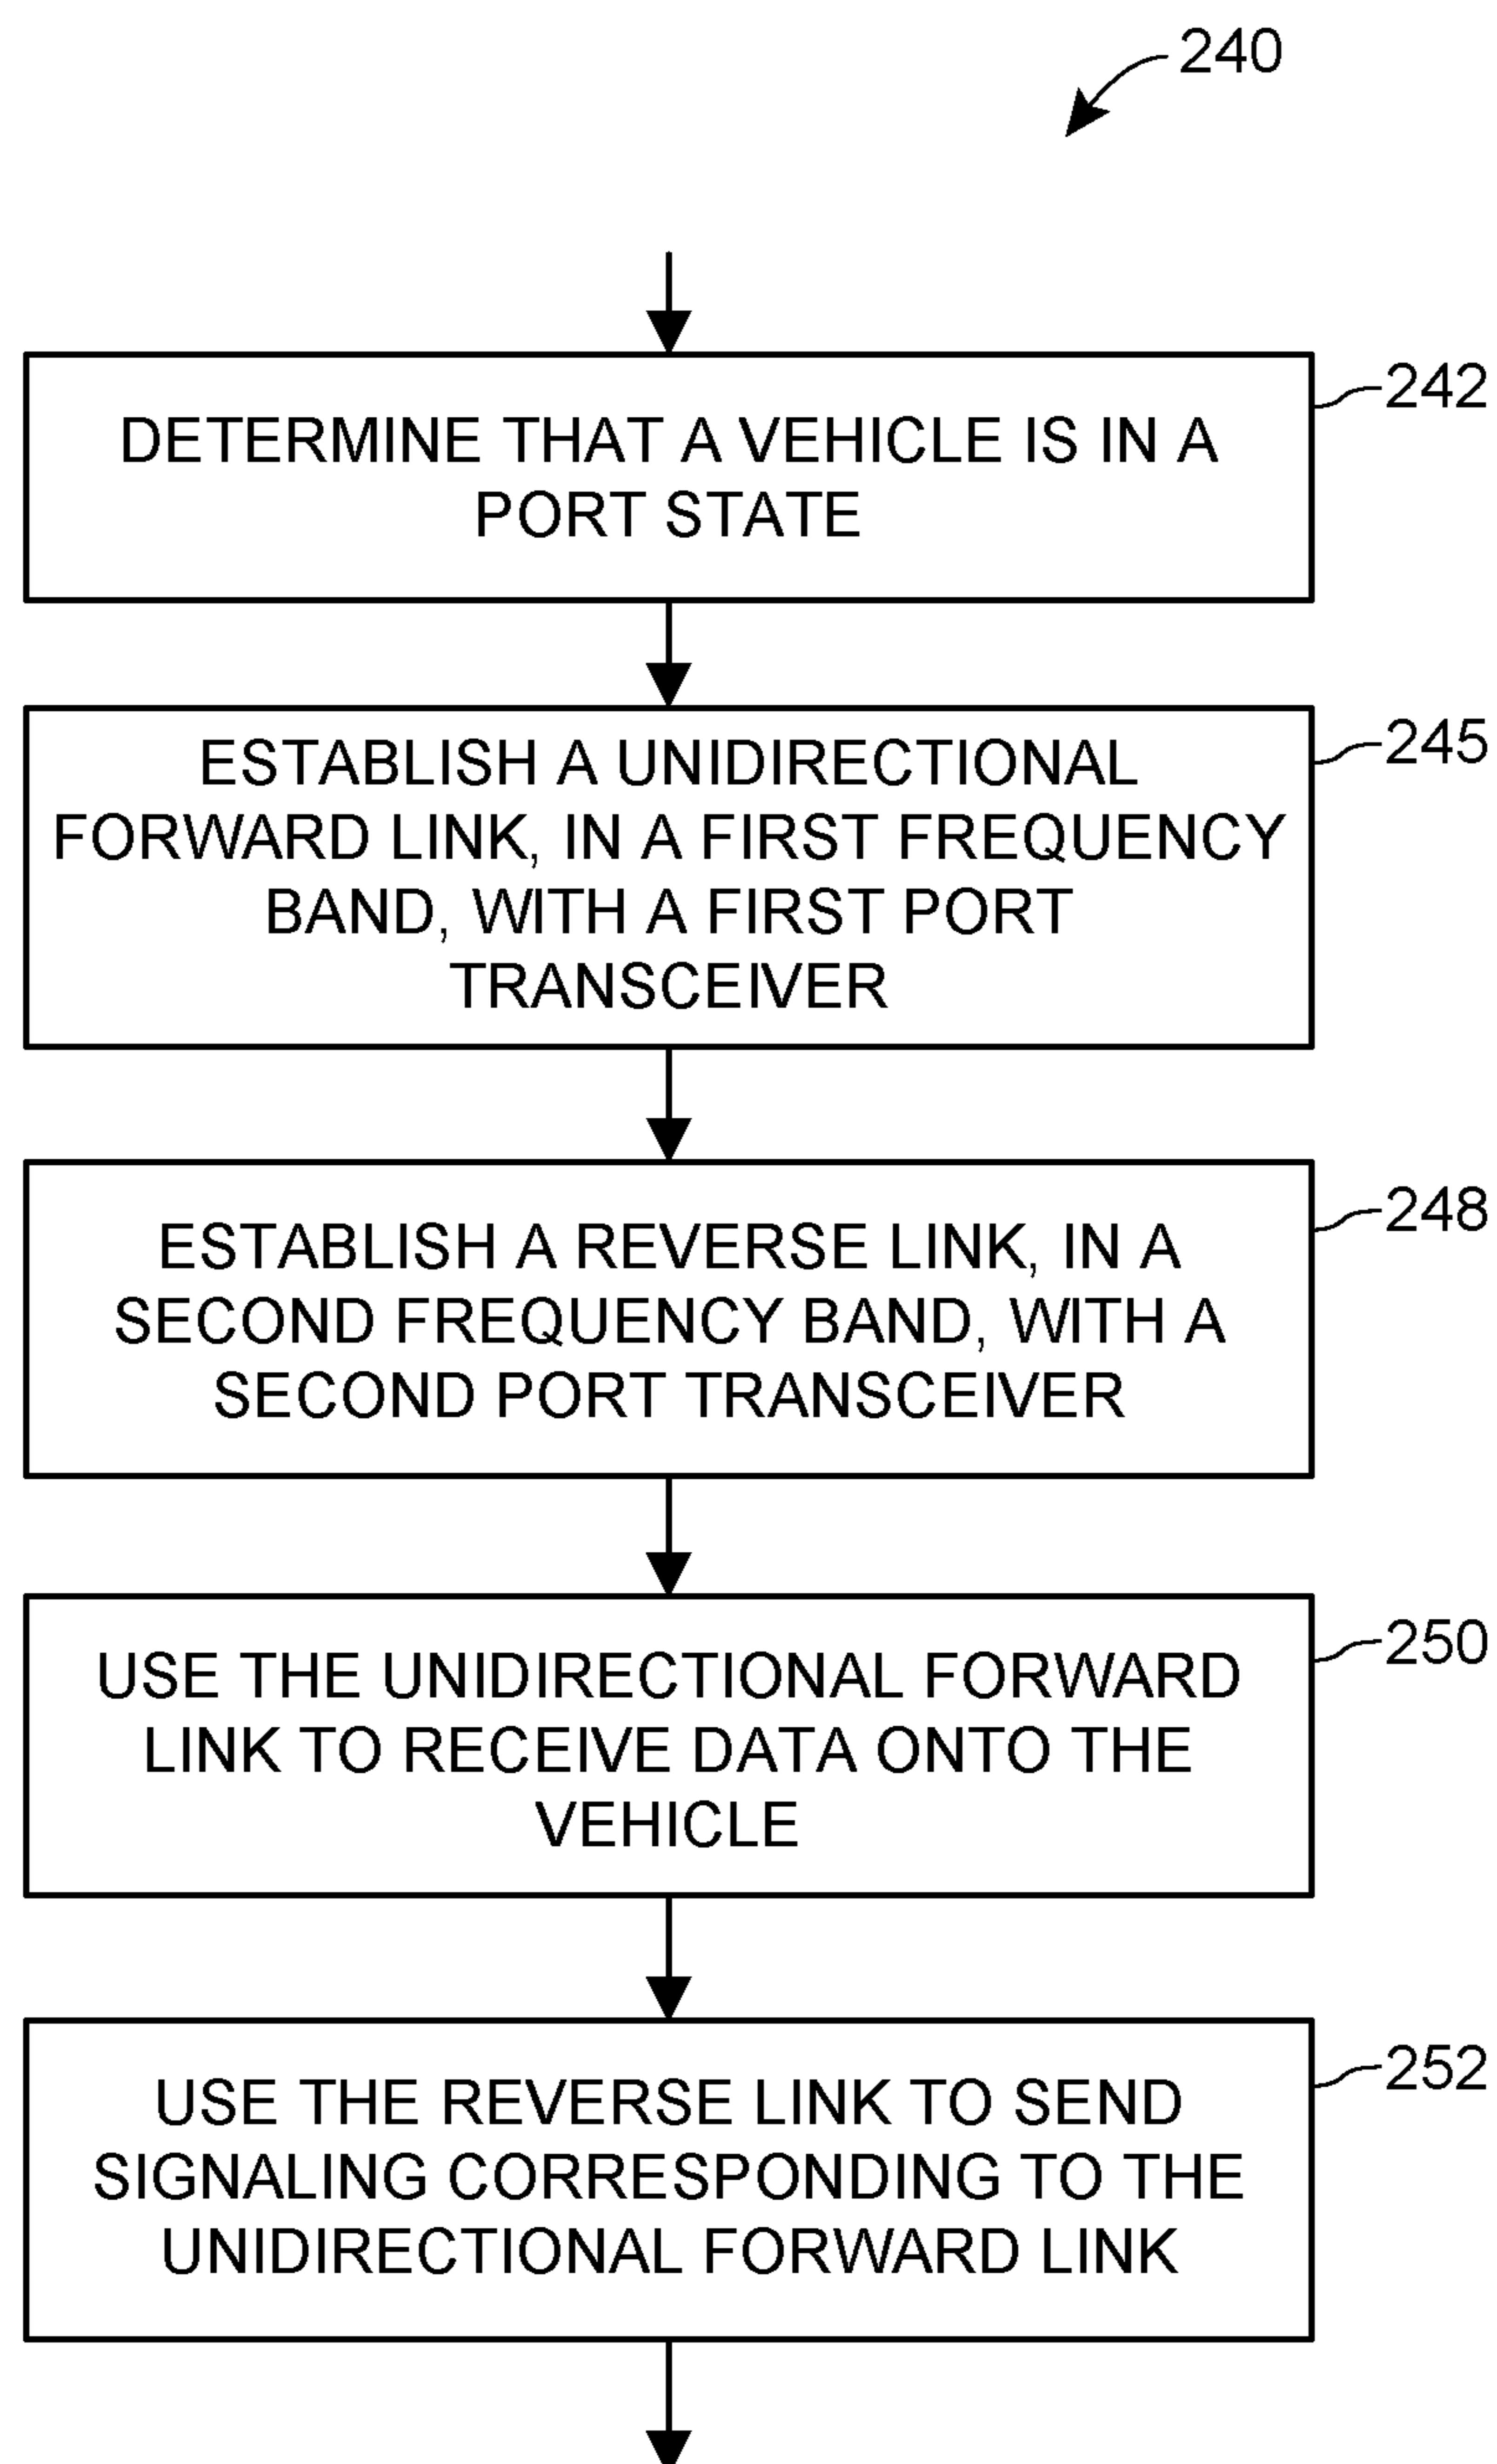 240
242
DETERMINE THAT A VEHICLE IS IN A
PORT STATE
245
ESTABLISH A UNIDIRECTIONAL
FORWARD LINK, IN A FIRST FREQUENCY
BAND, WITH A FIRST PORT
TRANSCEIVER
248
ESTABLISH A REVERSE LINK, IN A
SECOND FREQUENCY BAND, WITH A
SECOND PORT TRANSCEIVER
250
USE THE UNIDIRECTIONAL FORWARD
LINK TO RECEIVE DATA ONTO THE
VEHICLE
252
USE THE REVERSE LINK TO SEND
SIGNALING CORRESPONDING TO THE
UNIDIRECTIONAL FORWARD LINK